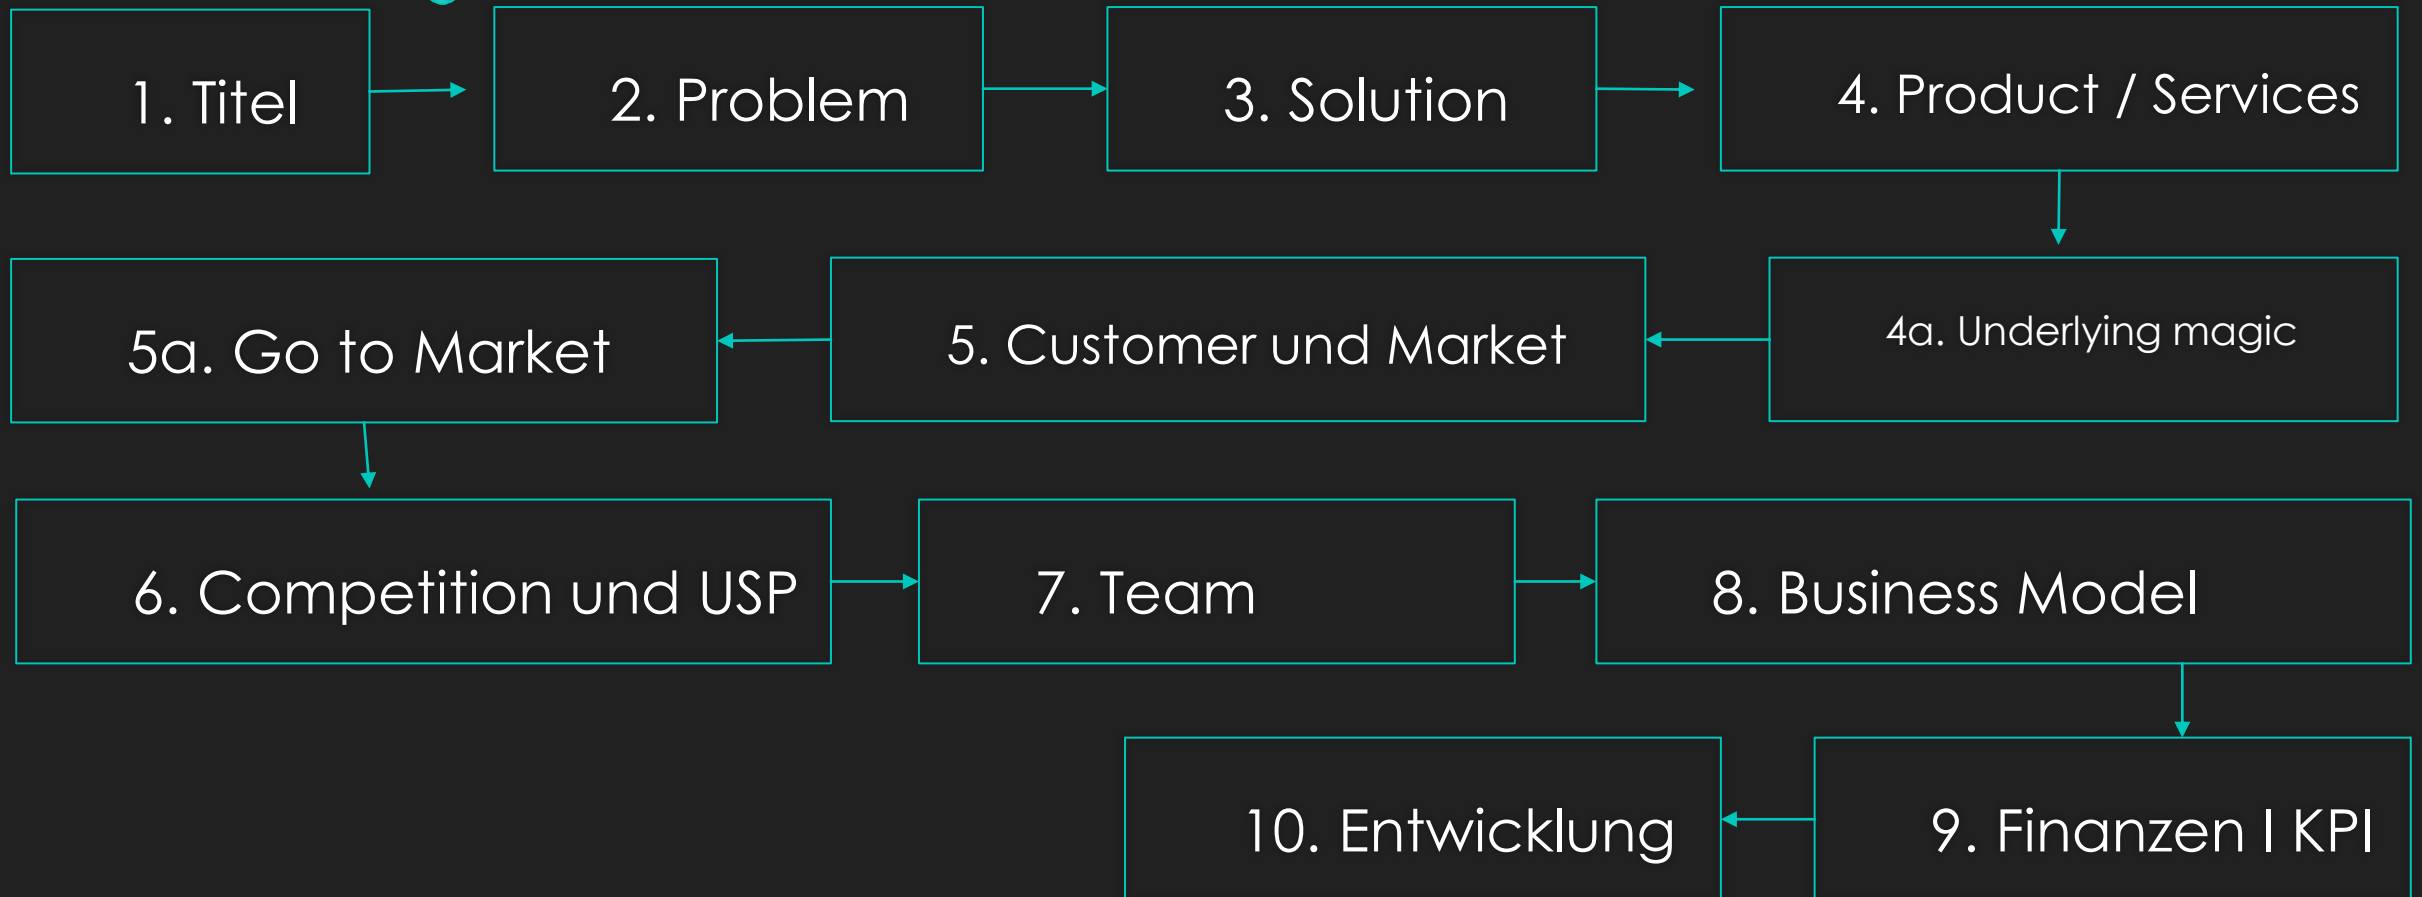 1. Titel
2. Problem
3. Solution
4. Product / Services
4a. Underlying magic
5. Customer und Market
5a. Go to Market
6. Competition und USP
7. Team
8. Business Model
9. Finanzen I KPI
10. Entwicklung